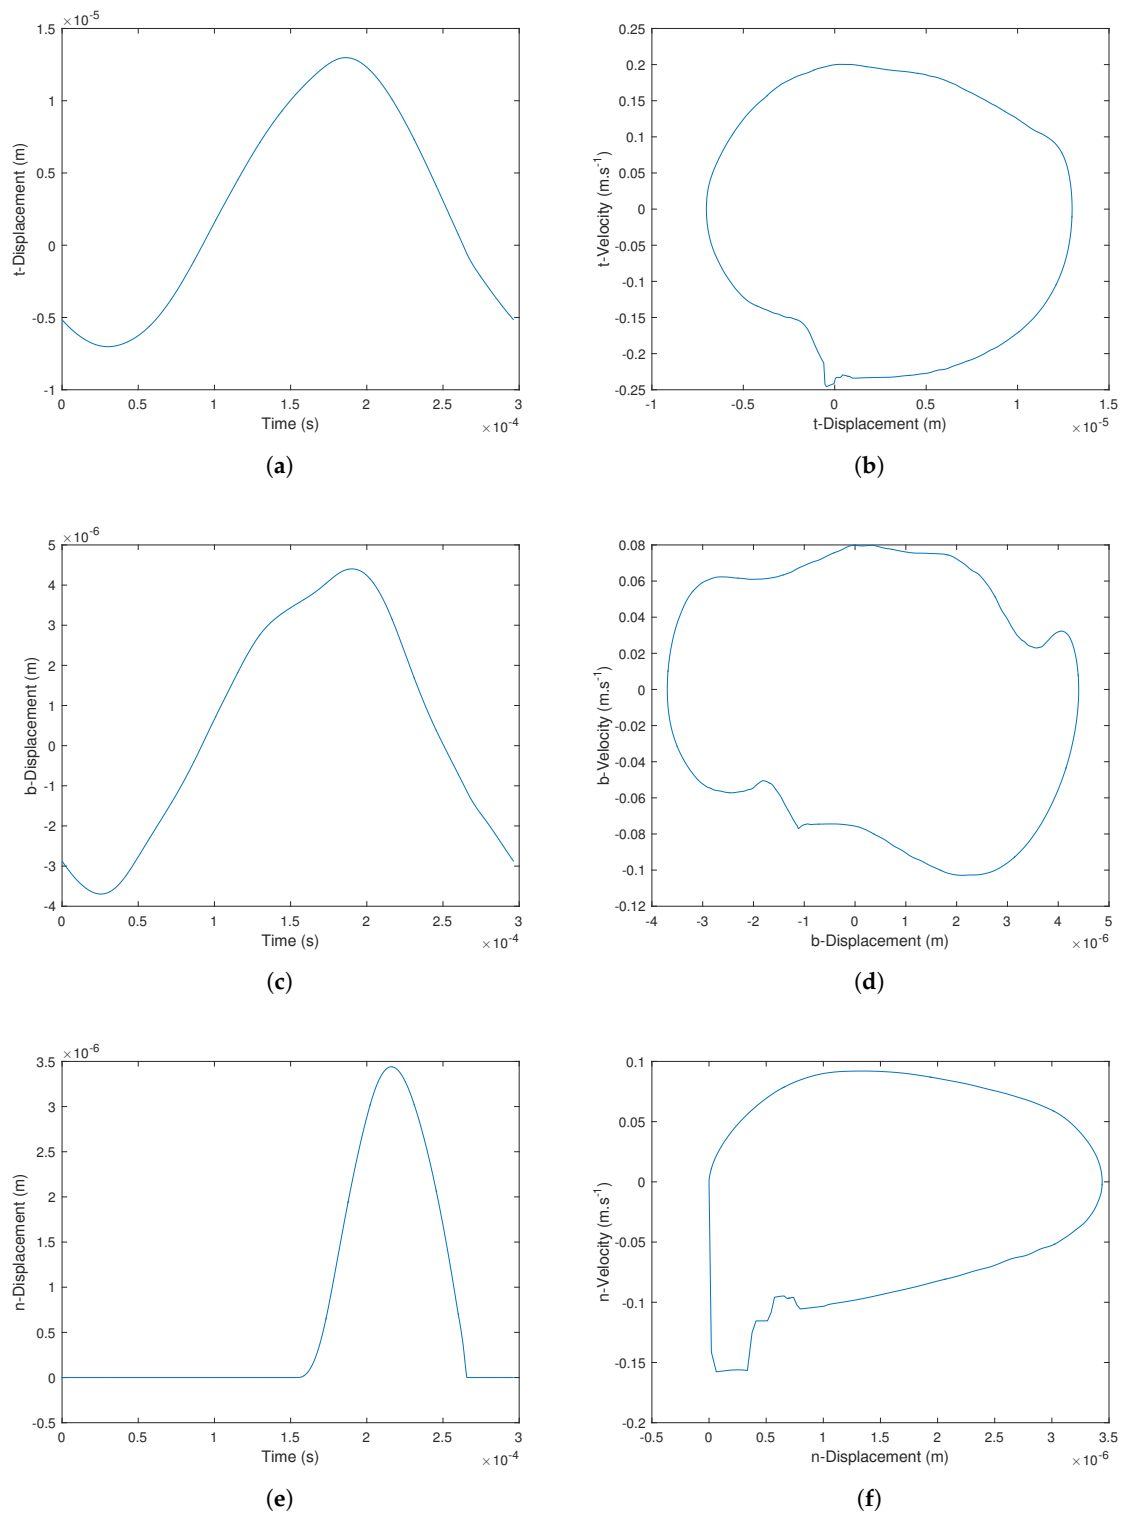 ×10⁻⁵
1.5
1
0.5
0
-0.5
-1
t-Displacement (m)
0 0.5 1 1.5 2 2.5 3
Time (s)
×10⁻⁴
(a)
0.25
0.2
0.15
0.1
0.05
0
-0.05
-0.1
-0.15
-0.2
-0.25
t-Velocity (m.s⁻¹)
-1 -0.5 0 0.5 1 1.5
t-Displacement (m)
×10⁻⁵
(b)
×10⁻⁶
5
4
3
2
1
0
-1
-2
-3
-4
b-Displacement (m)
0 0.5 1 1.5 2 2.5 3
Time (s)
×10⁻⁴
(c)
0.08
0.06
0.04
0.02
0
-0.02
-0.04
-0.06
-0.08
-0.1
-0.12
b-Velocity (m.s⁻¹)
-4 -3 -2 -1 0 1 2 3 4 5
b-Displacement (m)
×10⁻⁶
(d)
×10⁻⁶
3.5
3
2.5
2
1.5
1
0.5
0
-0.5
n-Displacement (m)
0 0.5 1 1.5 2 2.5 3
Time (s)
×10⁻⁴
(e)
0.1
0.05
0
-0.05
-0.1
-0.15
-0.2
n-Velocity (m.s⁻¹)
-0.5 0 0.5 1 1.5 2 2.5 3 3.5
n-Displacement (m)
×10⁻⁶
(f)